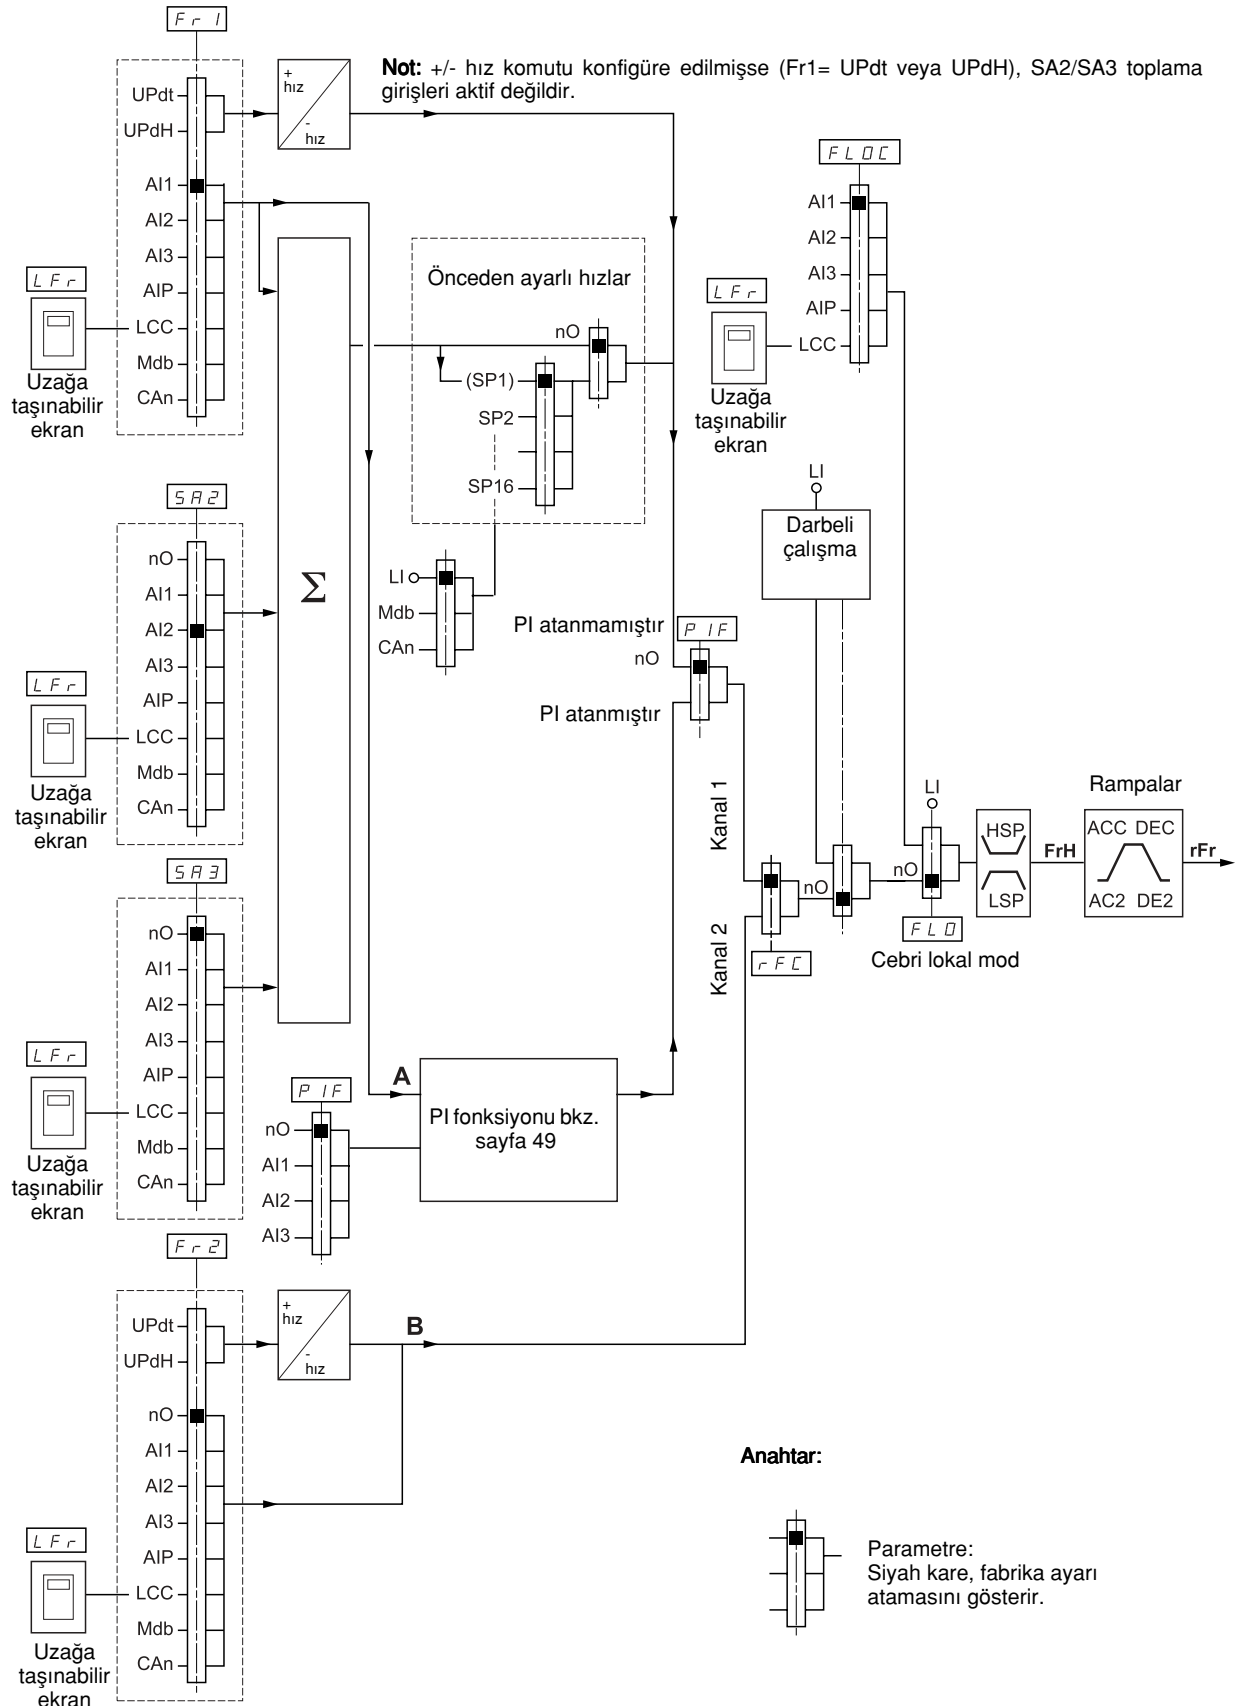 Fr1
Not: +/- hız komutu konfigüre edilmişse (Fr1= UPdt veya UPdH), SA2/SA3 toplama
girişleri aktif değildir.
UPdt
UPdH
AI1
AI2
AI3
AIP
LCC
Mdb
CAn
LFr
Uzağa
taşınabilir
ekran
+
hız
-
hız
FLOC
AI1
AI2
AI3
AIP
LCC
LFr
Uzağa
taşınabilir
ekran
Önceden ayarlı hızlar
nO
(SP1)
SP2
SP16
LI
Mdb
CAn
SA2
nO
AI1
AI2
AI3
AIP
LCC
Mdb
CAn
LFr
Uzağa
taşınabilir
ekran
Σ
LI
Darbeli
çalışma
PI atanmamıştır
PIF
nO
PI atanmıştır
Kanal 1
Kanal 2
rFC
nO
nO
LI
FLO
Cebri lokal mod
HSP
LSP
FrH
Rampalar
ACC DEC
AC2 DE2
rFr
SA3
nO
AI1
AI2
AI3
AIP
LCC
Mdb
CAn
LFr
Uzağa
taşınabilir
ekran
A
PIF
nO
AI1
AI2
AI3
PI fonksiyonu bkz.
sayfa 49
Fr2
UPdt
UPdH
nO
AI1
AI2
AI3
AIP
LCC
Mdb
CAn
LFr
Uzağa
taşınabilir
ekran
+
hız
-
hız
B
Anahtar:
Parametre:
Siyah kare, fabrika ayarı
atamasını gösterir.